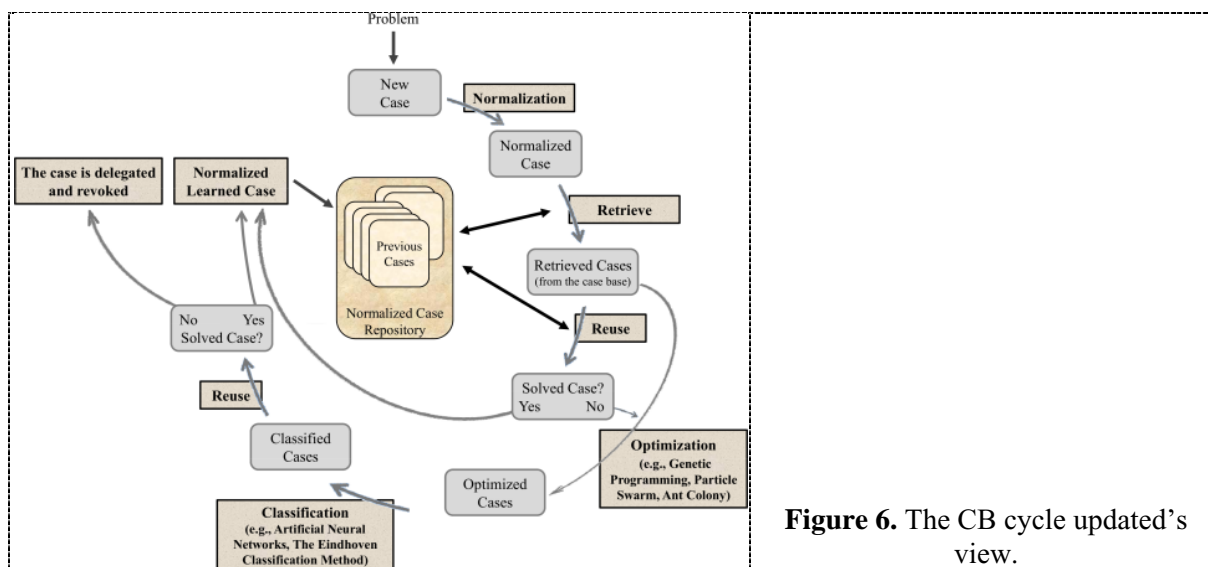 Problem
New
Case
Normalization
Normalized
Case
The case is delegated
and revoked
Normalized
Learned Case
Retrieve
Previous
Cases
Retrieved Cases
(from the case base)
Normalized Case
Repository
No Yes
Solved Case?
Reuse
Reuse
Solved Case?
Yes No
Classified
Cases
Optimization
(e.g., Genetic
Programming, Particle
Swarm, Ant Colony)
Optimized
Cases
Classification
(e.g., Artificial Neural
Networks, The Eindhoven
Classification Method)
Figure 6. The CB cycle updated’s
view.